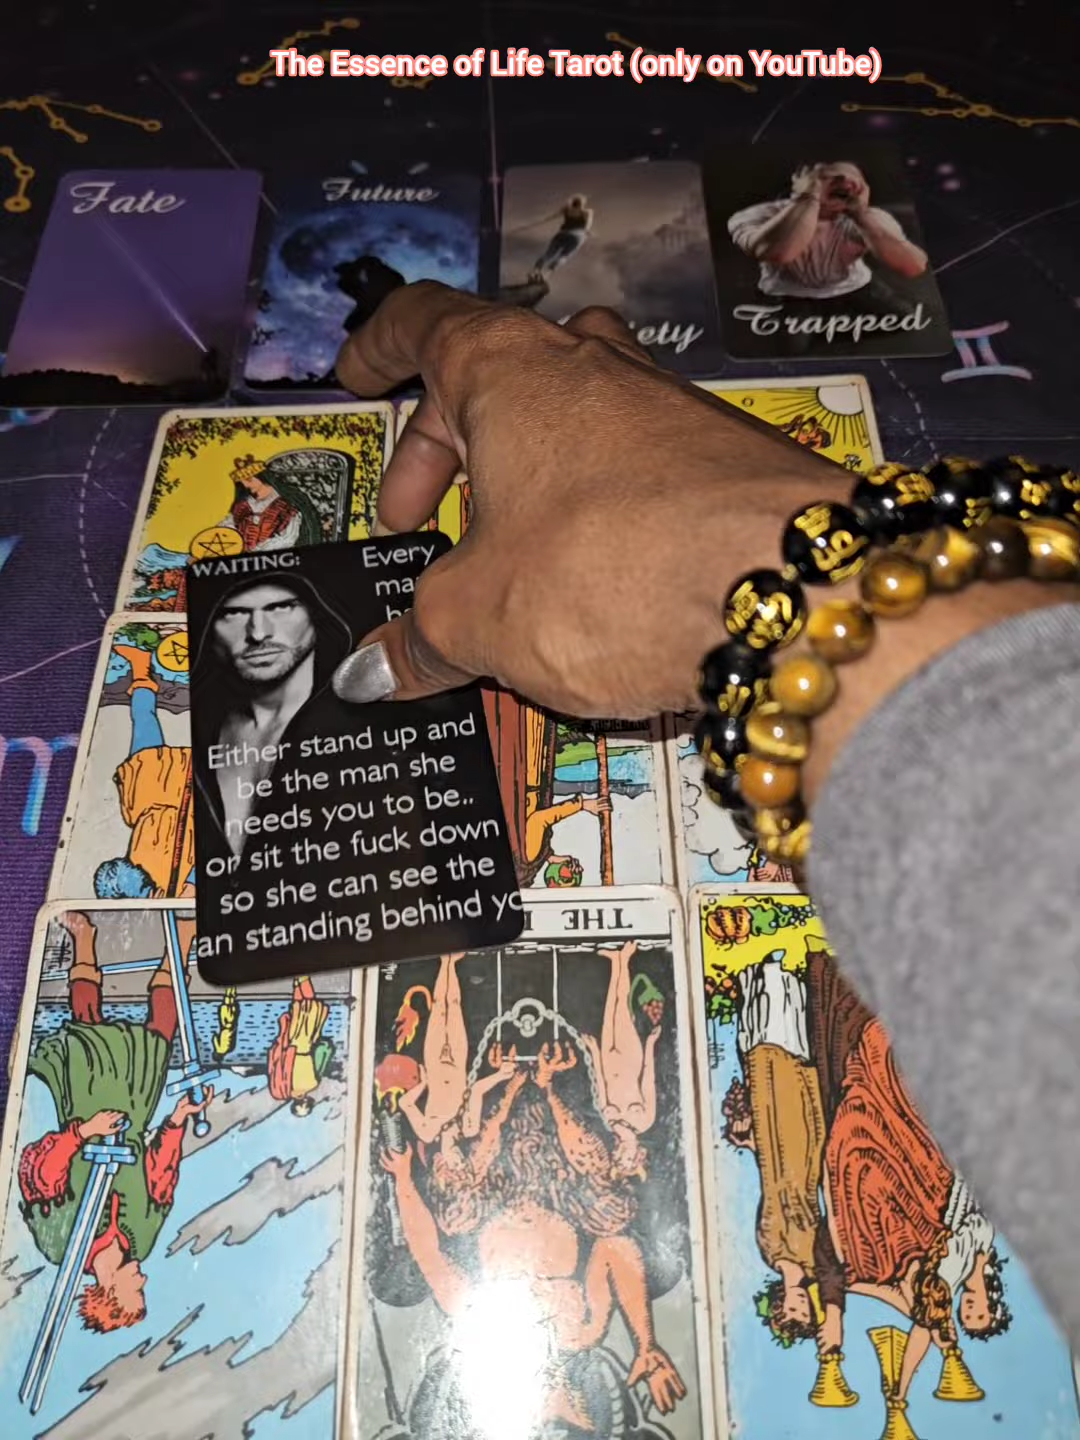 The Essence of Life Tarot (only on YouTube)
Fate
Future
Trapped
WAITING:
Every
Either stand up and
be the man she
needs you to be..
or sit the fuck down
so she can see the
standing behind
THE